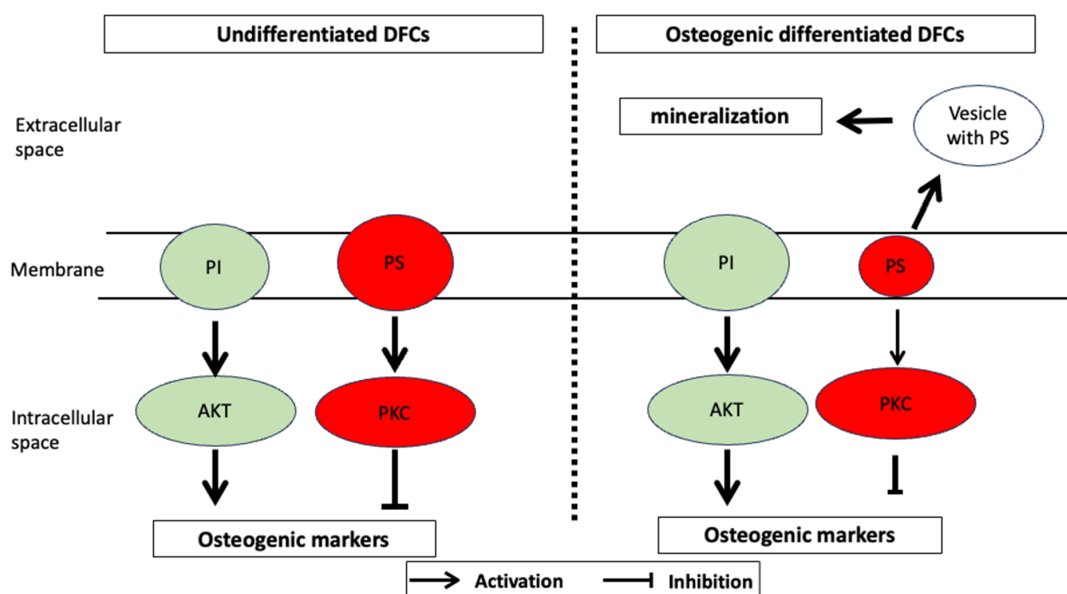 Undifferentiated DFCs
Osteogenic differentiated DFCs
Extracellular
space
mineralization
Vesicle
with PS
Membrane
PI
PS
PI
PS
Intracellular
space
AKT
PKC
AKT
PKC
Osteogenic markers
Osteogenic markers
Activation
Inhibition